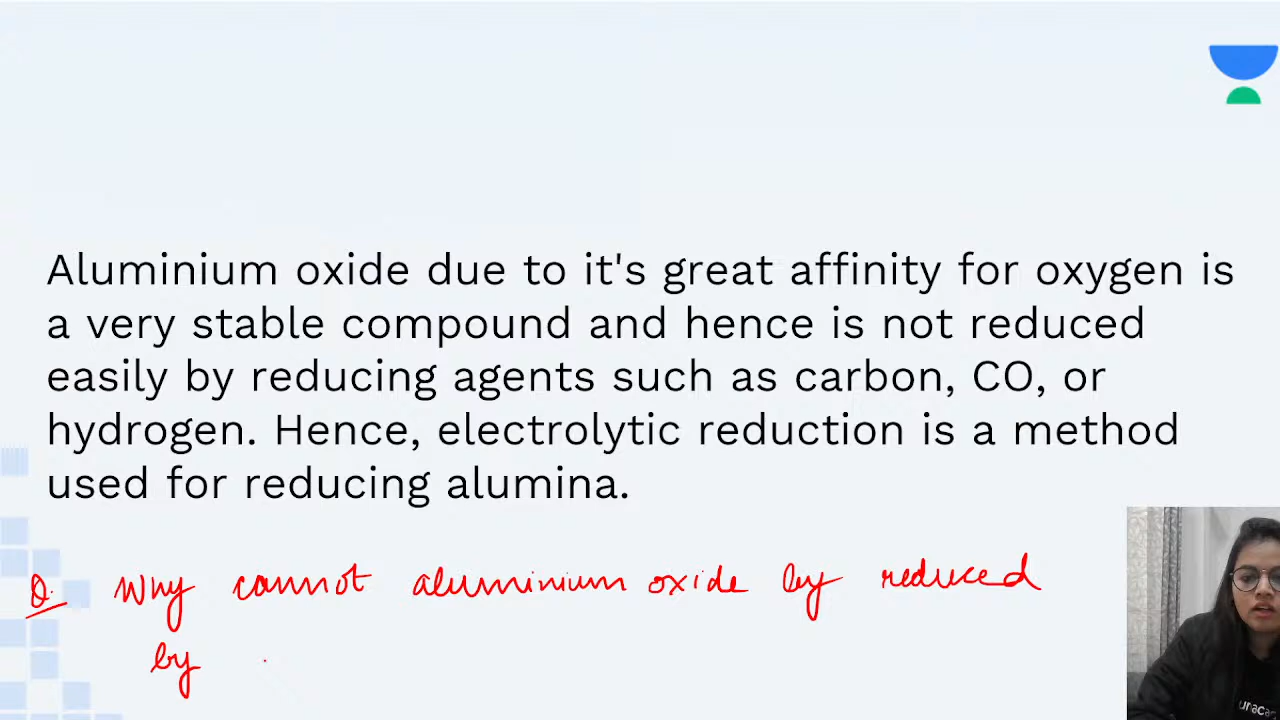 Aluminium oxide due to it's great affinity for oxygen is
a very stable compound and hence is not reduced
easily by reducing agents such as carbon, CO, or
hydrogen. Hence, electrolytic reduction is a method
used for reducing alumina.
Q. Why cannot aluminium oxide by reduced
by